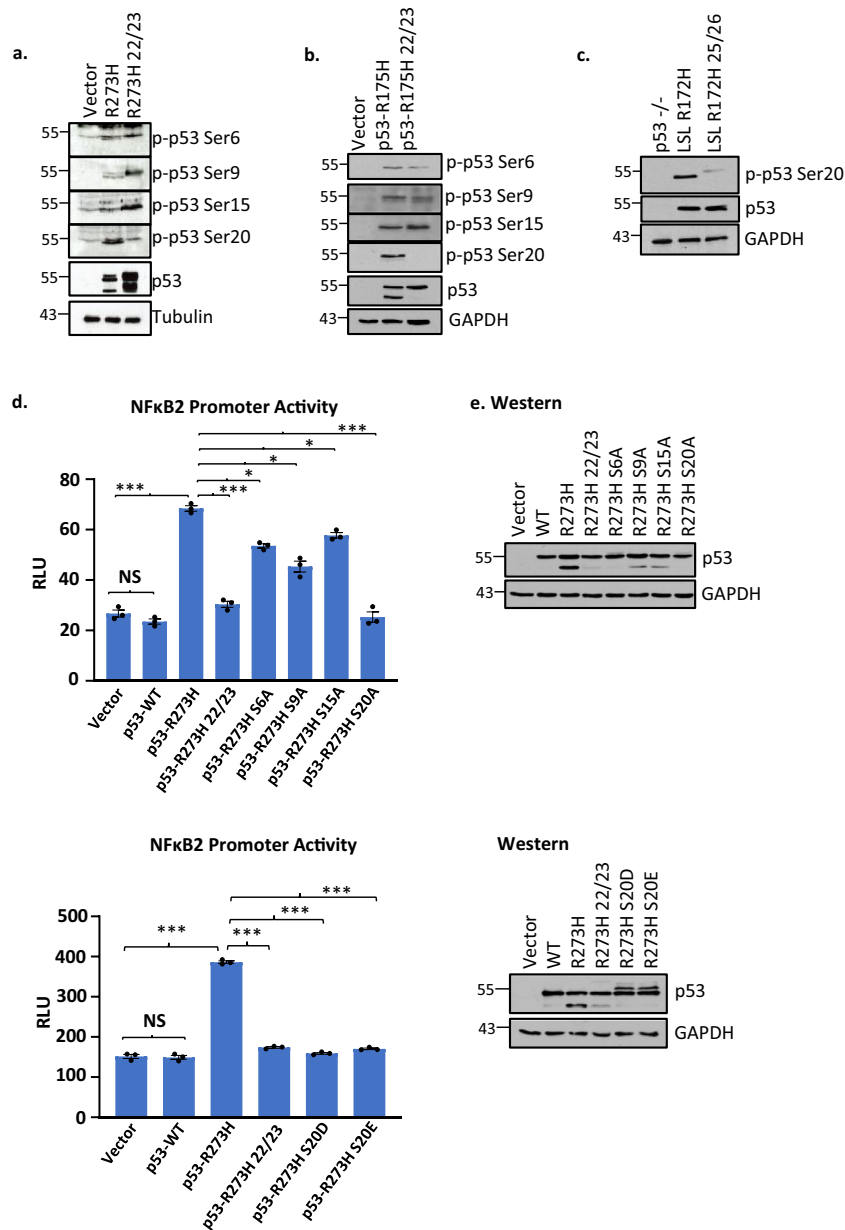 a.
Vector
R273H
R273H 22/23
55
p-p53 Ser6
55
p-p53 Ser9
55
p-p53 Ser15
55
p-p53 Ser20
55
p53
43
Tubulin
b.
Vector
p53-R175H
p53-R175H 22/23
55
p-p53 Ser6
55
p-p53 Ser9
55
p-p53 Ser15
p-p53 Ser20
55
p53
43
GAPDH
c.
p53 -/-
LSL R172H
LSL R172H 25/26
55
p-p53 Ser20
55
p53
43
GAPDH
d.
NFκB2 Promoter Activity
***
*
*
*** * ***
NS
80
60
40
20
0
RLU
Vector
p53-WT
p53-R273H
p53-R273H 22/23
p53-R273H S6A
p53-R273H S9A
p53-R273H S15A
p53-R273H S20A
e. Western
Vector
WT
R273H
R273H 22/23
R273H S6A
R273H S9A
R273H S15A
R273H S20A
55
p53
43
GAPDH
NFκB2 Promoter Activity
***
***
*** ***
NS
500
400
300
200
100
0
RLU
Vector
p53-WT
p53-R273H
p53-R273H 22/23
p53-R273H S20D
p53-R273H S20E
Western
Vector
WT
R273H
R273H 22/23
R273H S20D
R273H S20E
55
p53
43
GAPDH